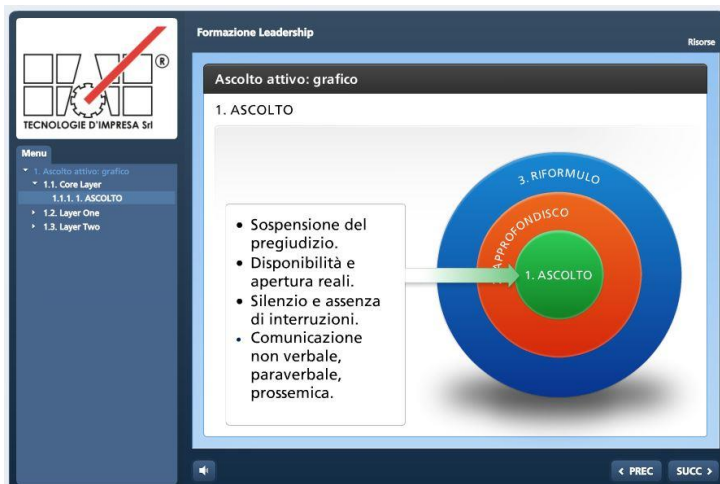 ®
TECNOLOGIE D'IMPRESA Srl
Formazione Leadership
Risorse
Menu
1. Ascolto attivo: grafico
1.1. Core Layer
1.1.1. 1. ASCOLTO
1.2. Layer One
1.3. Layer Two
Ascolto attivo: grafico
1. ASCOLTO
• Sospensione del
pregiudizio.
• Disponibilità e
apertura reali.
• Silenzio e assenza
di interruzioni.
• Comunicazione
non verbale,
paraverbale,
prossemica.
3. RIFORMULO
APPROFONDISCO
1. ASCOLTO
< PREC
SUCC >